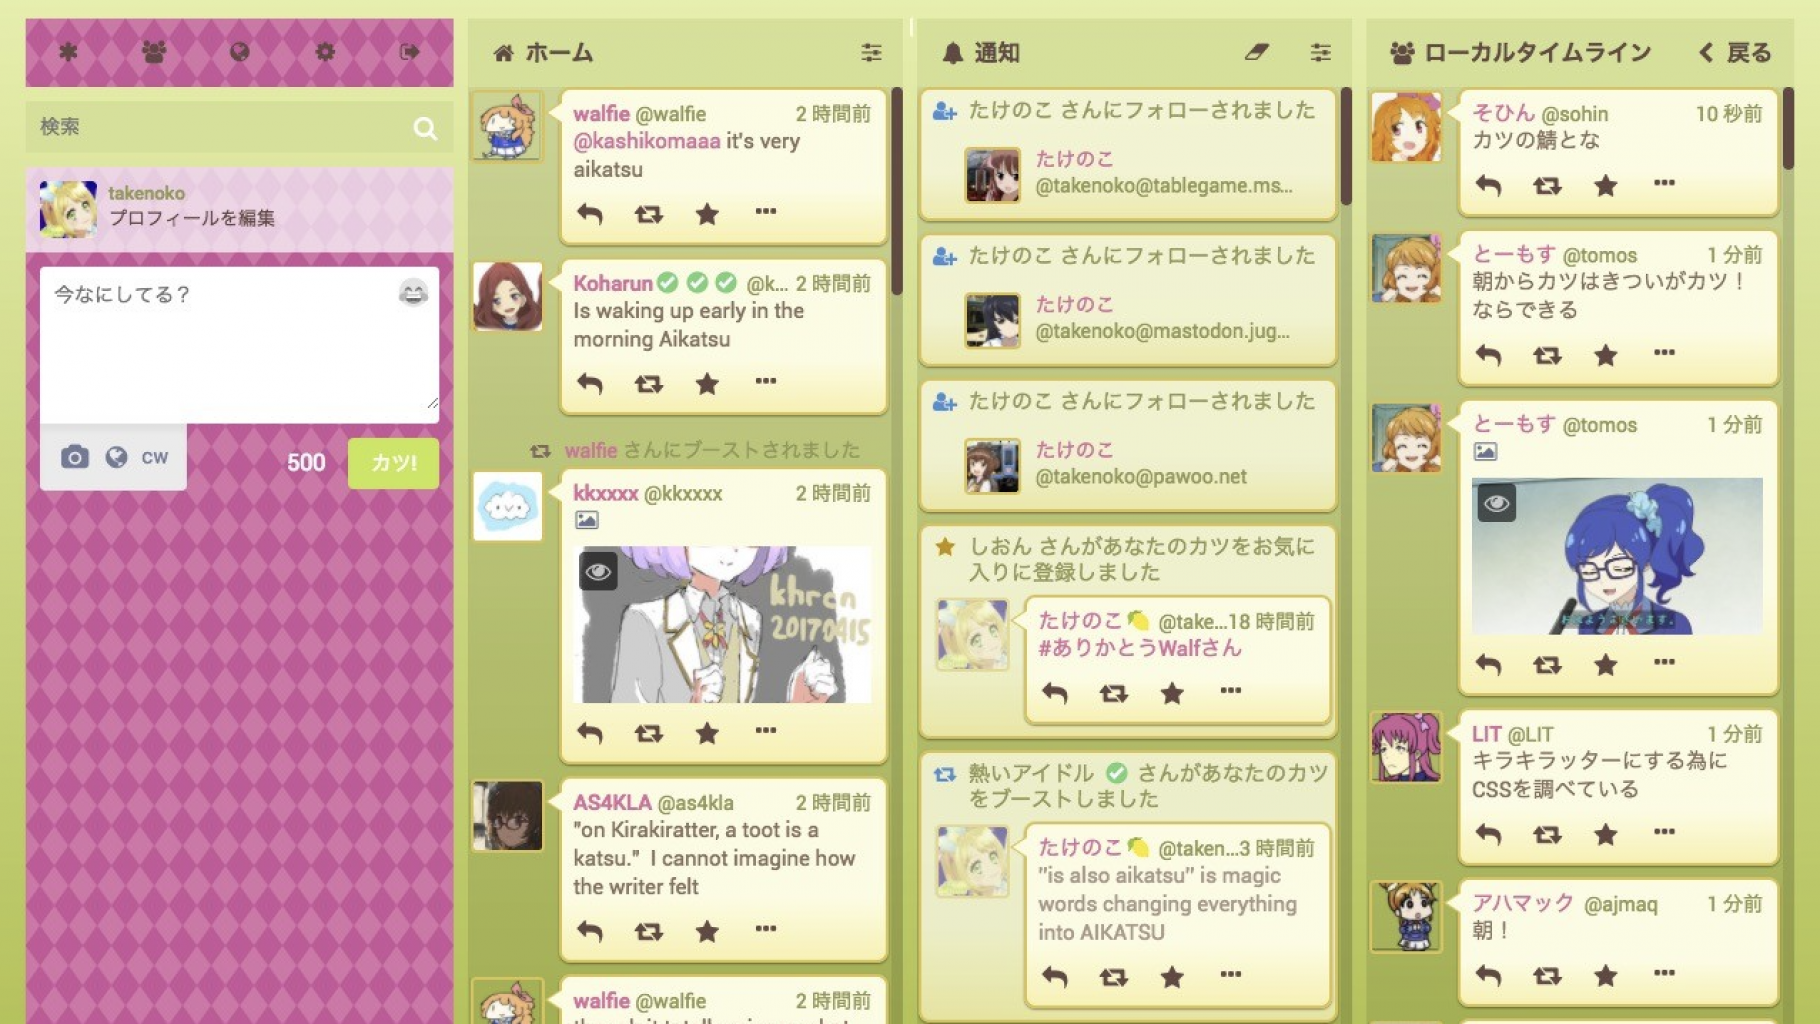 検索
takenoko
プロフィールを編集
今なにしてる？
CW
500
カツ!
ホーム
walfie @walfie 2 時間前
@kashikomaaa it's very
aikatsu
Koharun @k... 2 時間前
Is waking up early in the
morning Aikatsu
walfie さんにブーストされました
kkxxxx @kkxxxx 2 時間前
khrcn
20170415
AS4KLA @as4kla 2 時間前
"on Kirakiratter, a toot is a
katsu."  I cannot imagine how
the writer felt
walfie @walfie 2 時間前
通知
たけのこ さんにフォローされました
たけのこ
@takenoko@tablegame.ms...
たけのこ さんにフォローされました
たけのこ
@takenoko@mastodon.jug...
たけのこ さんにフォローされました
たけのこ
@takenoko@pawoo.net
しおん さんがあなたのカツをお気に
入りに登録しました
たけのこ🍋 @take...18 時間前
#ありかとうWalfさん
熱いアイドル ✅ さんがあなたのカツ
をブーストしました
たけのこ🍋 @taken...3 時間前
"is also aikatsu" is magic
words changing everything
into AIKATSU
ローカルタイムライン
戻る
そひん @sohin 10 秒前
カツの鯖とな
とーもす @tomos 1 分前
朝からカツはきついがカツ！
ならできる
とーもす @tomos 1 分前
おはようございます。
LIT @LIT 1 分前
キラキラッターにする為に
CSSを調べている
アハマック @ajmaq 1 分前
朝！